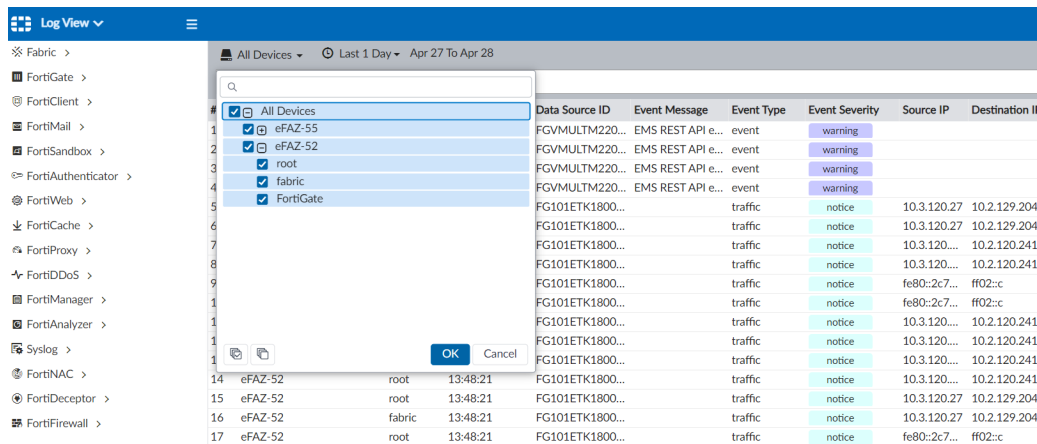 Log View
Fabric
FortiGate
FortiClient
FortiMail
FortiSandbox
FortiAuthenticator
FortiWeb
FortiCache
FortiProxy
FortiDDoS
FortiManager
FortiAnalyzer
Syslog
FortiNAC
FortiDeceptor
FortiFirewall
All Devices Last 1 Day Apr 27 To Apr 28
All Devices
eFAZ-55
eFAZ-52
root
fabric
FortiGate
OK Cancel
# Data Source ID Event Message Event Type Event Severity Source IP Destination
1 FGVMULTM220... EMS REST API e... event warning
2 FGVMULTM220... EMS REST API e... event warning
3 FGVMULTM220... EMS REST API e... event warning
4 FGVMULTM220... EMS REST API e... event warning
5 FG101ETK1800... traffic notice 10.3.120.27 10.2.129.204
6 FG101ETK1800... traffic notice 10.3.120.27 10.2.129.204
7 FG101ETK1800... traffic notice 10.3.120.... 10.2.120.241
8 FG101ETK1800... traffic notice 10.3.120.... 10.2.120.241
9 FG101ETK1800... traffic notice fe80::2c7... ff02::c
1 FG101ETK1800... traffic notice fe80::2c7... ff02::c
1 FG101ETK1800... traffic notice 10.3.120.... 10.2.120.241
1 FG101ETK1800... traffic notice 10.3.120.... 10.2.120.241
1 FG101ETK1800... traffic notice 10.3.120.... 10.2.120.241
14 eFAZ-52 root 13:48:21 FG101ETK1800... traffic notice 10.3.120.... 10.2.120.241
15 eFAZ-52 root 13:48:21 FG101ETK1800... traffic notice 10.3.120.27 10.2.129.204
16 eFAZ-52 fabric 13:48:21 FG101ETK1800... traffic notice 10.3.120.27 10.2.129.204
17 eFAZ-52 root 13:48:21 FG101ETK1800... traffic notice fe80::2c7... ff02::c